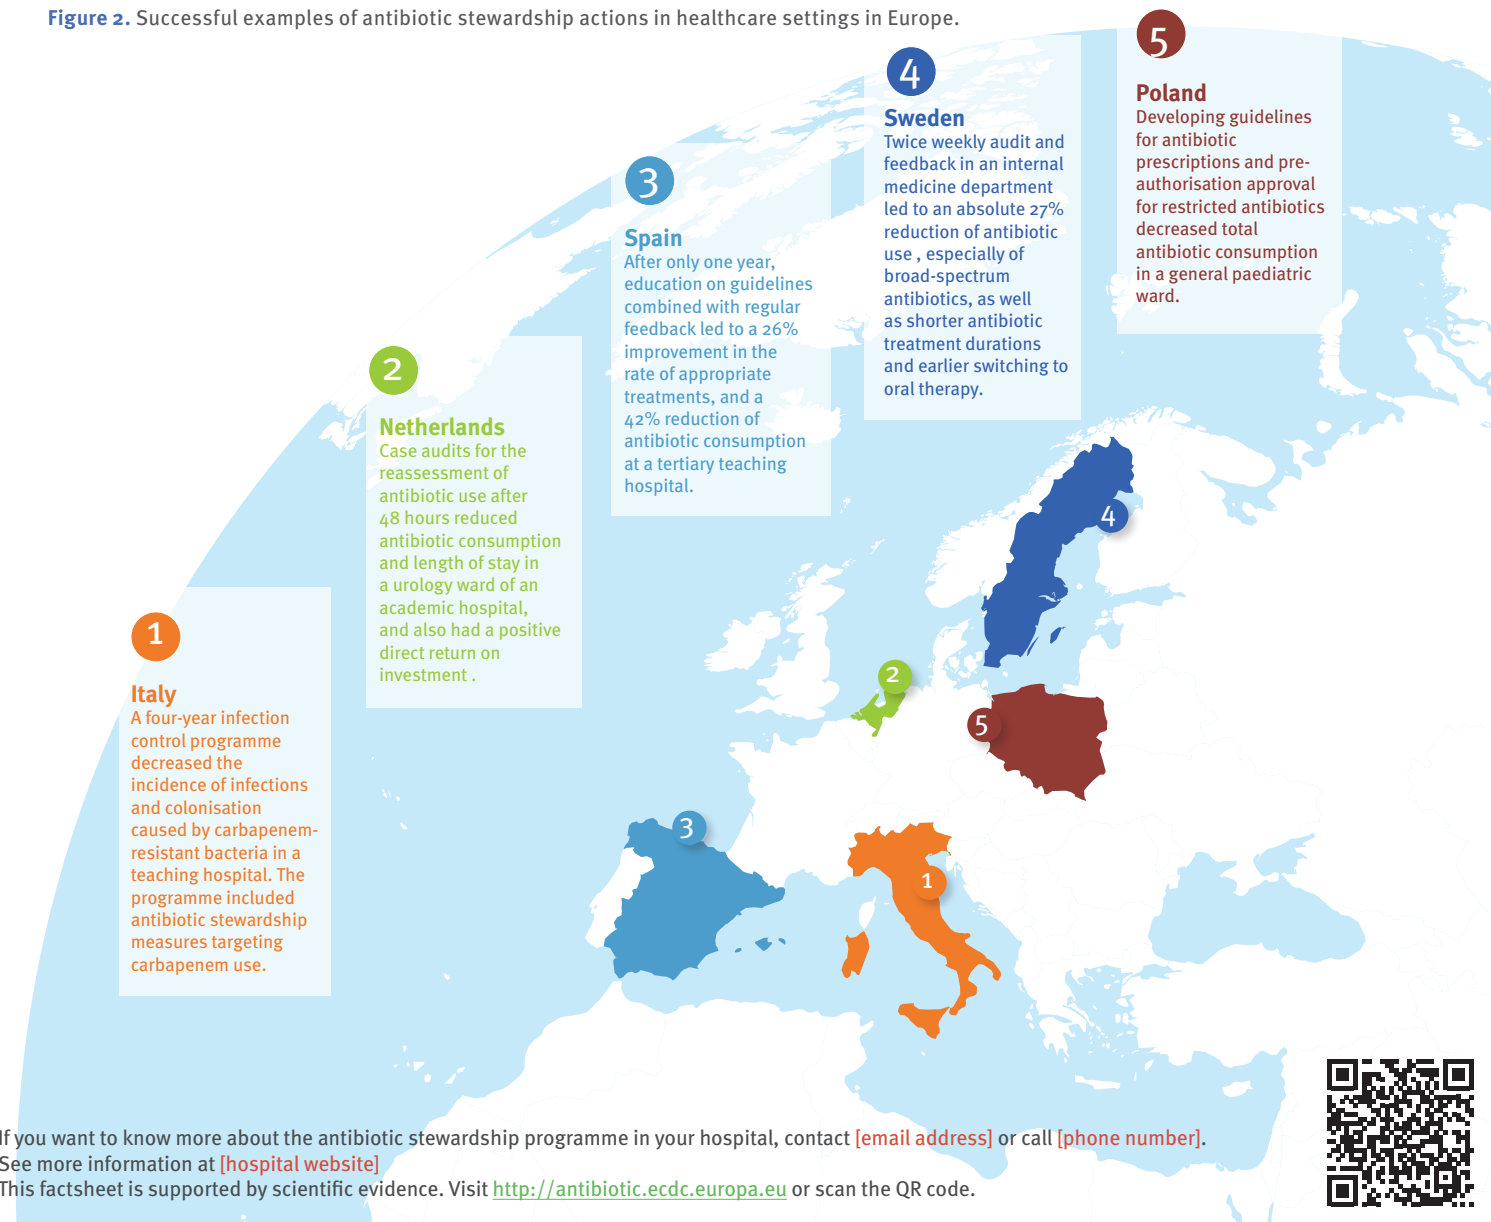 Figure 2. Successful examples of antibiotic stewardship actions in healthcare settings in Europe.
1
Italy
A four-year infection
control programme
decreased the
incidence of infections
and colonisation
caused by carbapenem-
resistant bacteria in a
teaching hospital. The
programme included
antibiotic stewardship
measures targeting
carbapenem use.
2
Netherlands
Case audits for the
reassessment of
antibiotic use after
48 hours reduced
antibiotic consumption
and length of stay in
a urology ward of an
academic hospital,
and also had a positive
direct return on
investment .
3
Spain
After only one year,
education on guidelines
combined with regular
feedback led to a 26%
improvement in the
rate of appropriate
treatments, and a
42% reduction of
antibiotic consumption
at a tertiary teaching
hospital.
4
Sweden
Twice weekly audit and
feedback in an internal
medicine department
led to an absolute 27%
reduction of antibiotic
use , especially of
broad-spectrum
antibiotics, as well
as shorter antibiotic
treatment durations
and earlier switching to
oral therapy.
5
Poland
Developing guidelines
for antibiotic
prescriptions and pre-
authorisation approval
for restricted antibiotics
decreased total
antibiotic consumption
in a general paediatric
ward.
4
2
5
3
1
If you want to know more about the antibiotic stewardship programme in your hospital, contact [email address] or call [phone number].
See more information at [hospital website]
This factsheet is supported by scientific evidence. Visit http://antibiotic.ecdc.europa.eu or scan the QR code.